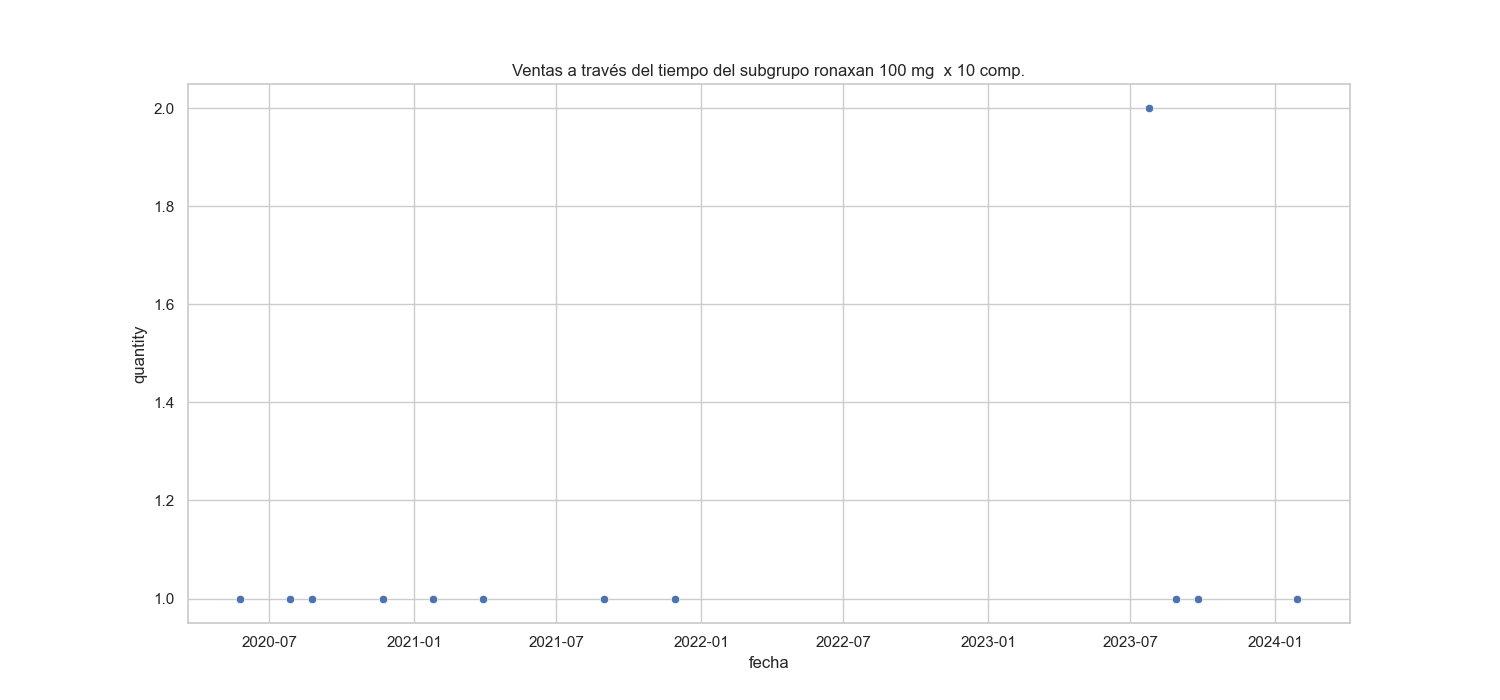 Ventas a través del tiempo del subgrupo ronaxan 100 mg  x 10 comp.
2.0
1.8
1.6
1.4
1.2
1.0
quantity
2020-07 2021-01 2021-07 2022-01 2022-07 2023-01 2023-07 2024-01
fecha